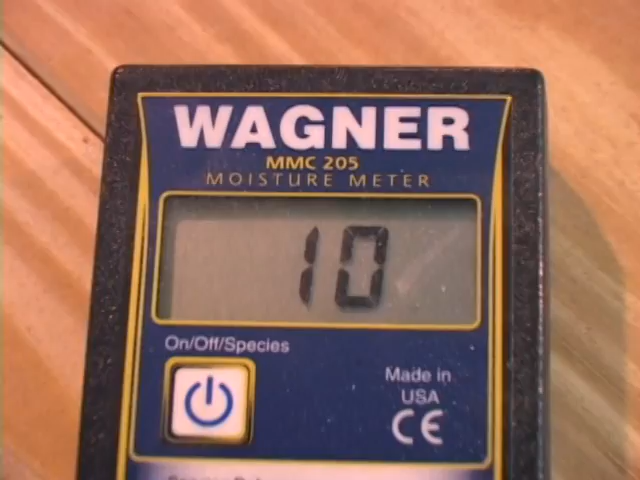 WAGNER
MMC 205
MOISTURE METER
10
On/Off/Species
Made in
USA
CE